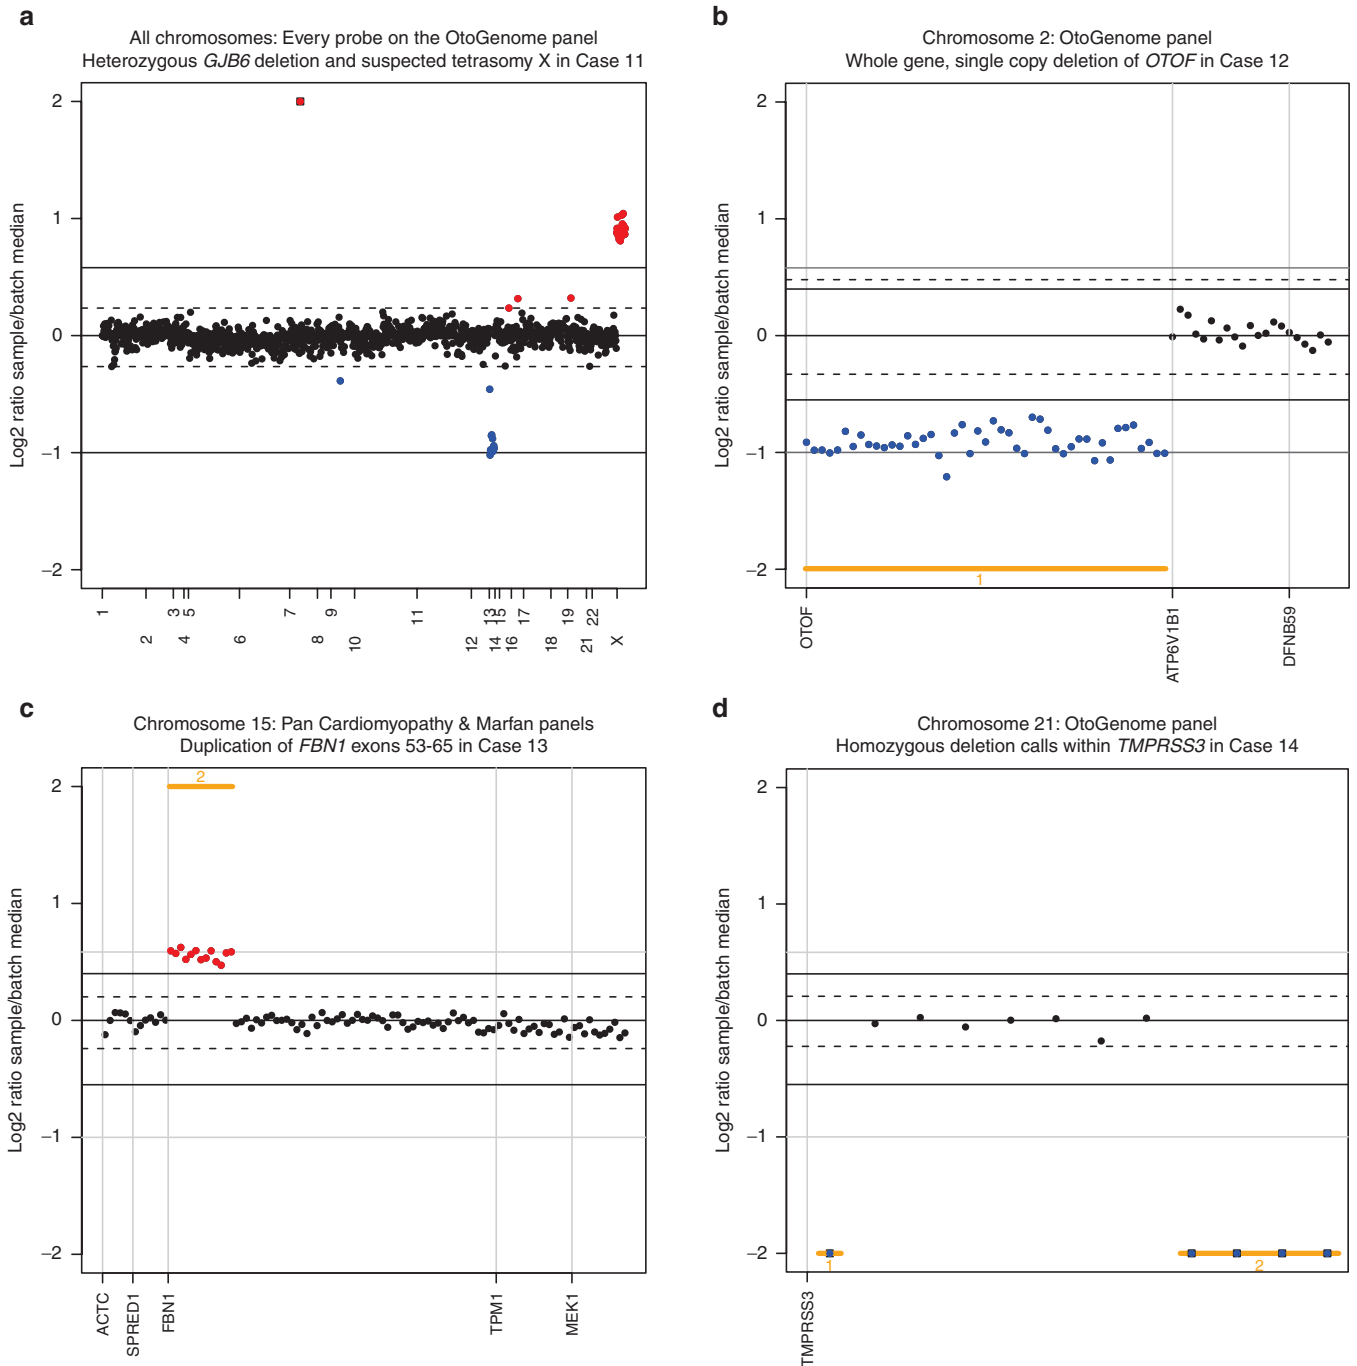 a
All chromosomes: Every probe on the OtoGenome panel
Heterozygous GJB6 deletion and suspected tetrasomy X in Case 11
Log2 ratio sample/batch median
2
1
0
−1
−2
1
2
3
4
5
6
7
8
9
10
11
12
13
14
15
16
17
18
19
21
22
X
b
Chromosome 2: OtoGenome panel
Whole gene, single copy deletion of OTOF in Case 12
Log2 ratio sample/batch median
2
1
0
−1
−2
1
OTOF
ATP6V1B1
DFNB59
c
Chromosome 15: Pan Cardiomyopathy & Marfan panels
Duplication of FBN1 exons 53-65 in Case 13
Log2 ratio sample/batch median
2
1
0
−1
−2
2
ACTC
SPRED1
FBN1
TPM1
MEK1
d
Chromosome 21: OtoGenome panel
Homozygous deletion calls within TMPRSS3 in Case 14
Log2 ratio sample/batch median
2
1
0
−1
−2
1
2
TMPRSS3